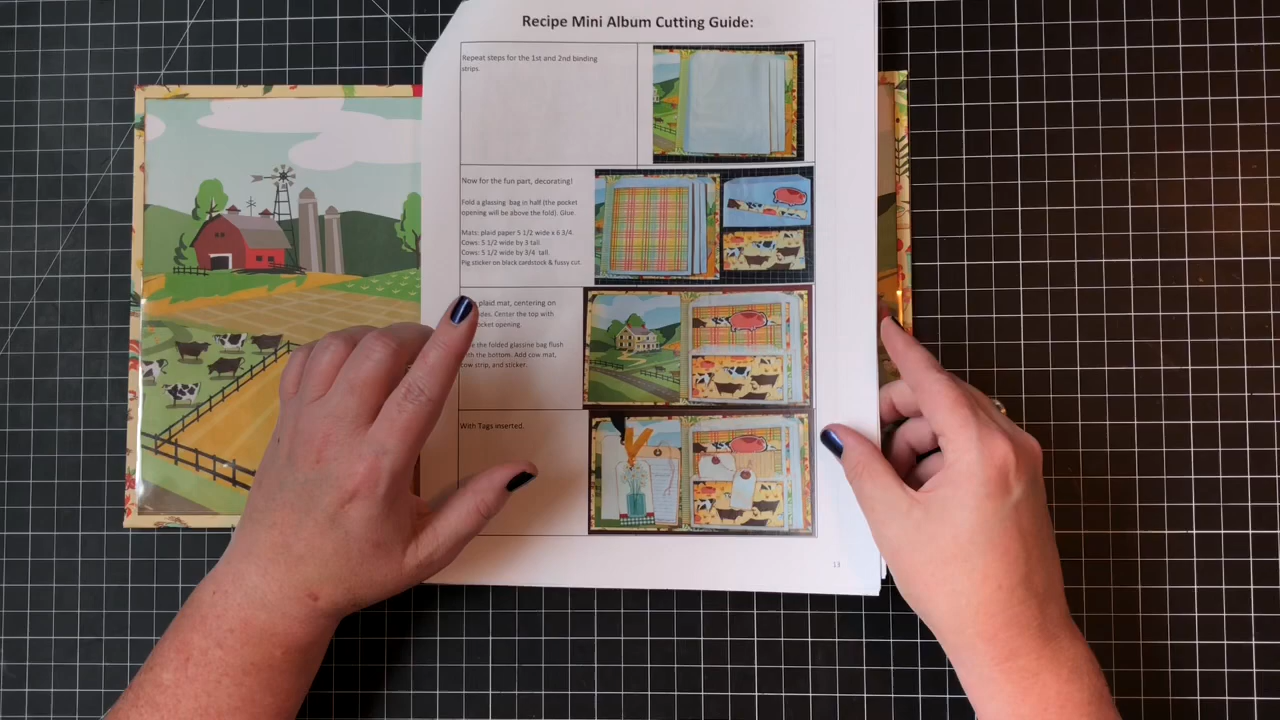 Recipe Mini Album Cutting Guide:
Repeat steps for the 1st and 2nd binding
strips.
Now for the fun part, decorating!
Fold a glassing bag in half (the pocket
opening will be above the fold). Glue.
Mats: plaid paper 5 1/2 wide x 6 3/4.
Cows: 5 1/2 wide by 3 tall
Cows: 5 1/2 wide by 3/4 tall.
Pig sticker on black cardstock & fussy cut.
plaid mat, centering on
Center the top with
opening.
the folded glassine bag flush
with the bottom. Add cow mat,
cow strip, and sticker.
With Tags inserted.
13